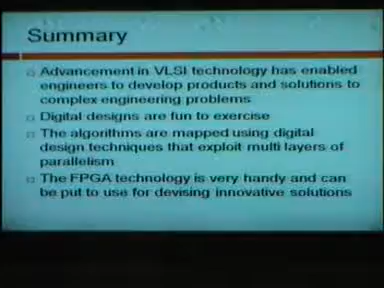 Summary
Advancement in VLSI technology has enabled
engineers to develop products and solutions to
complex engineering problems
Digital designs are fun to exercise
The algorithms are mapped using digital
design techniques that exploit multi layers of
parallelism
The FPGA technology is very handy and can
be put to use for devising innovative solutions